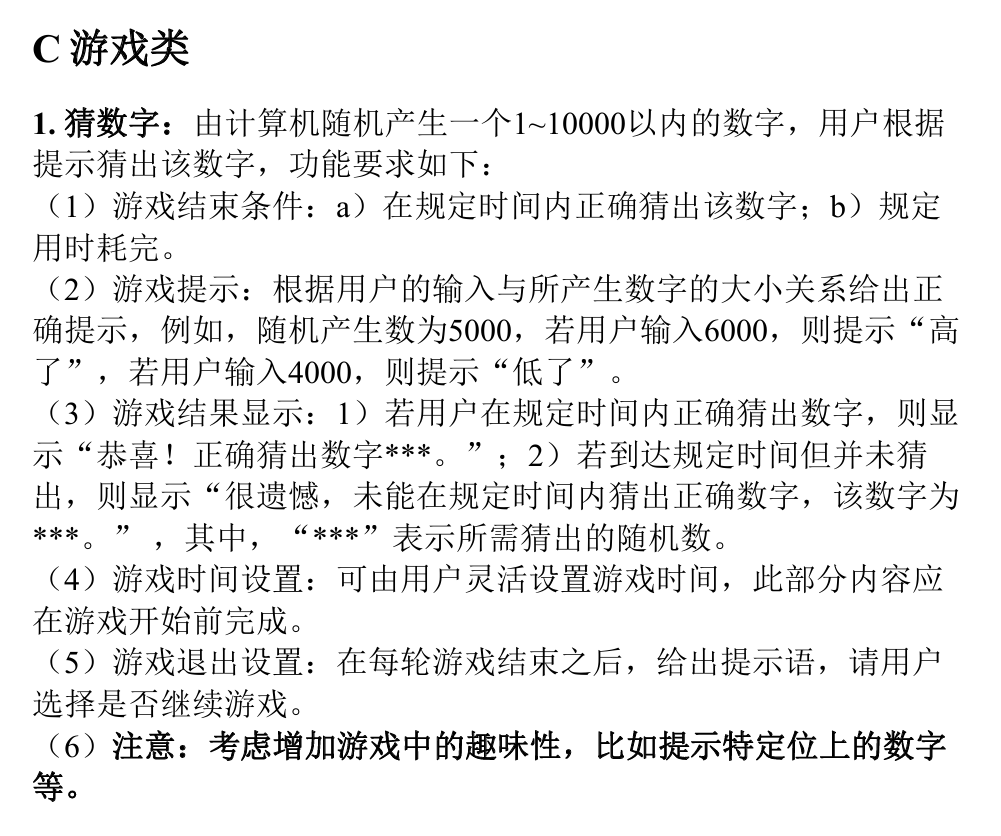 C 游戏类
1. 猜数字：由计算机随机产生一个1~10000以内的数字，用户根据
提示猜出该数字，功能要求如下：
（1）游戏结束条件：a）在规定时间内正确猜出该数字；b）规定
用时耗完。
（2）游戏提示：根据用户的输入与所产生数字的大小关系给出正
确提示，例如，随机产生数为5000，若用户输入6000，则提示“高
了”，若用户输入4000，则提示“低了”。
（3）游戏结果显示：1）若用户在规定时间内正确猜出数字，则显
示“恭喜！正确猜出数字***。”；2）若到达规定时间但并未猜
出，则显示“很遗憾，未能在规定时间内猜出正确数字，该数字为
***。”，其中，“***”表示所需猜出的随机数。
（4）游戏时间设置：可由用户灵活设置游戏时间，此部分内容应
在游戏开始前完成。
（5）游戏退出设置：在每轮游戏结束之后，给出提示语，请用户
选择是否继续游戏。
（6）注意：考虑增加游戏中的趣味性，比如提示特定位上的数字
等。